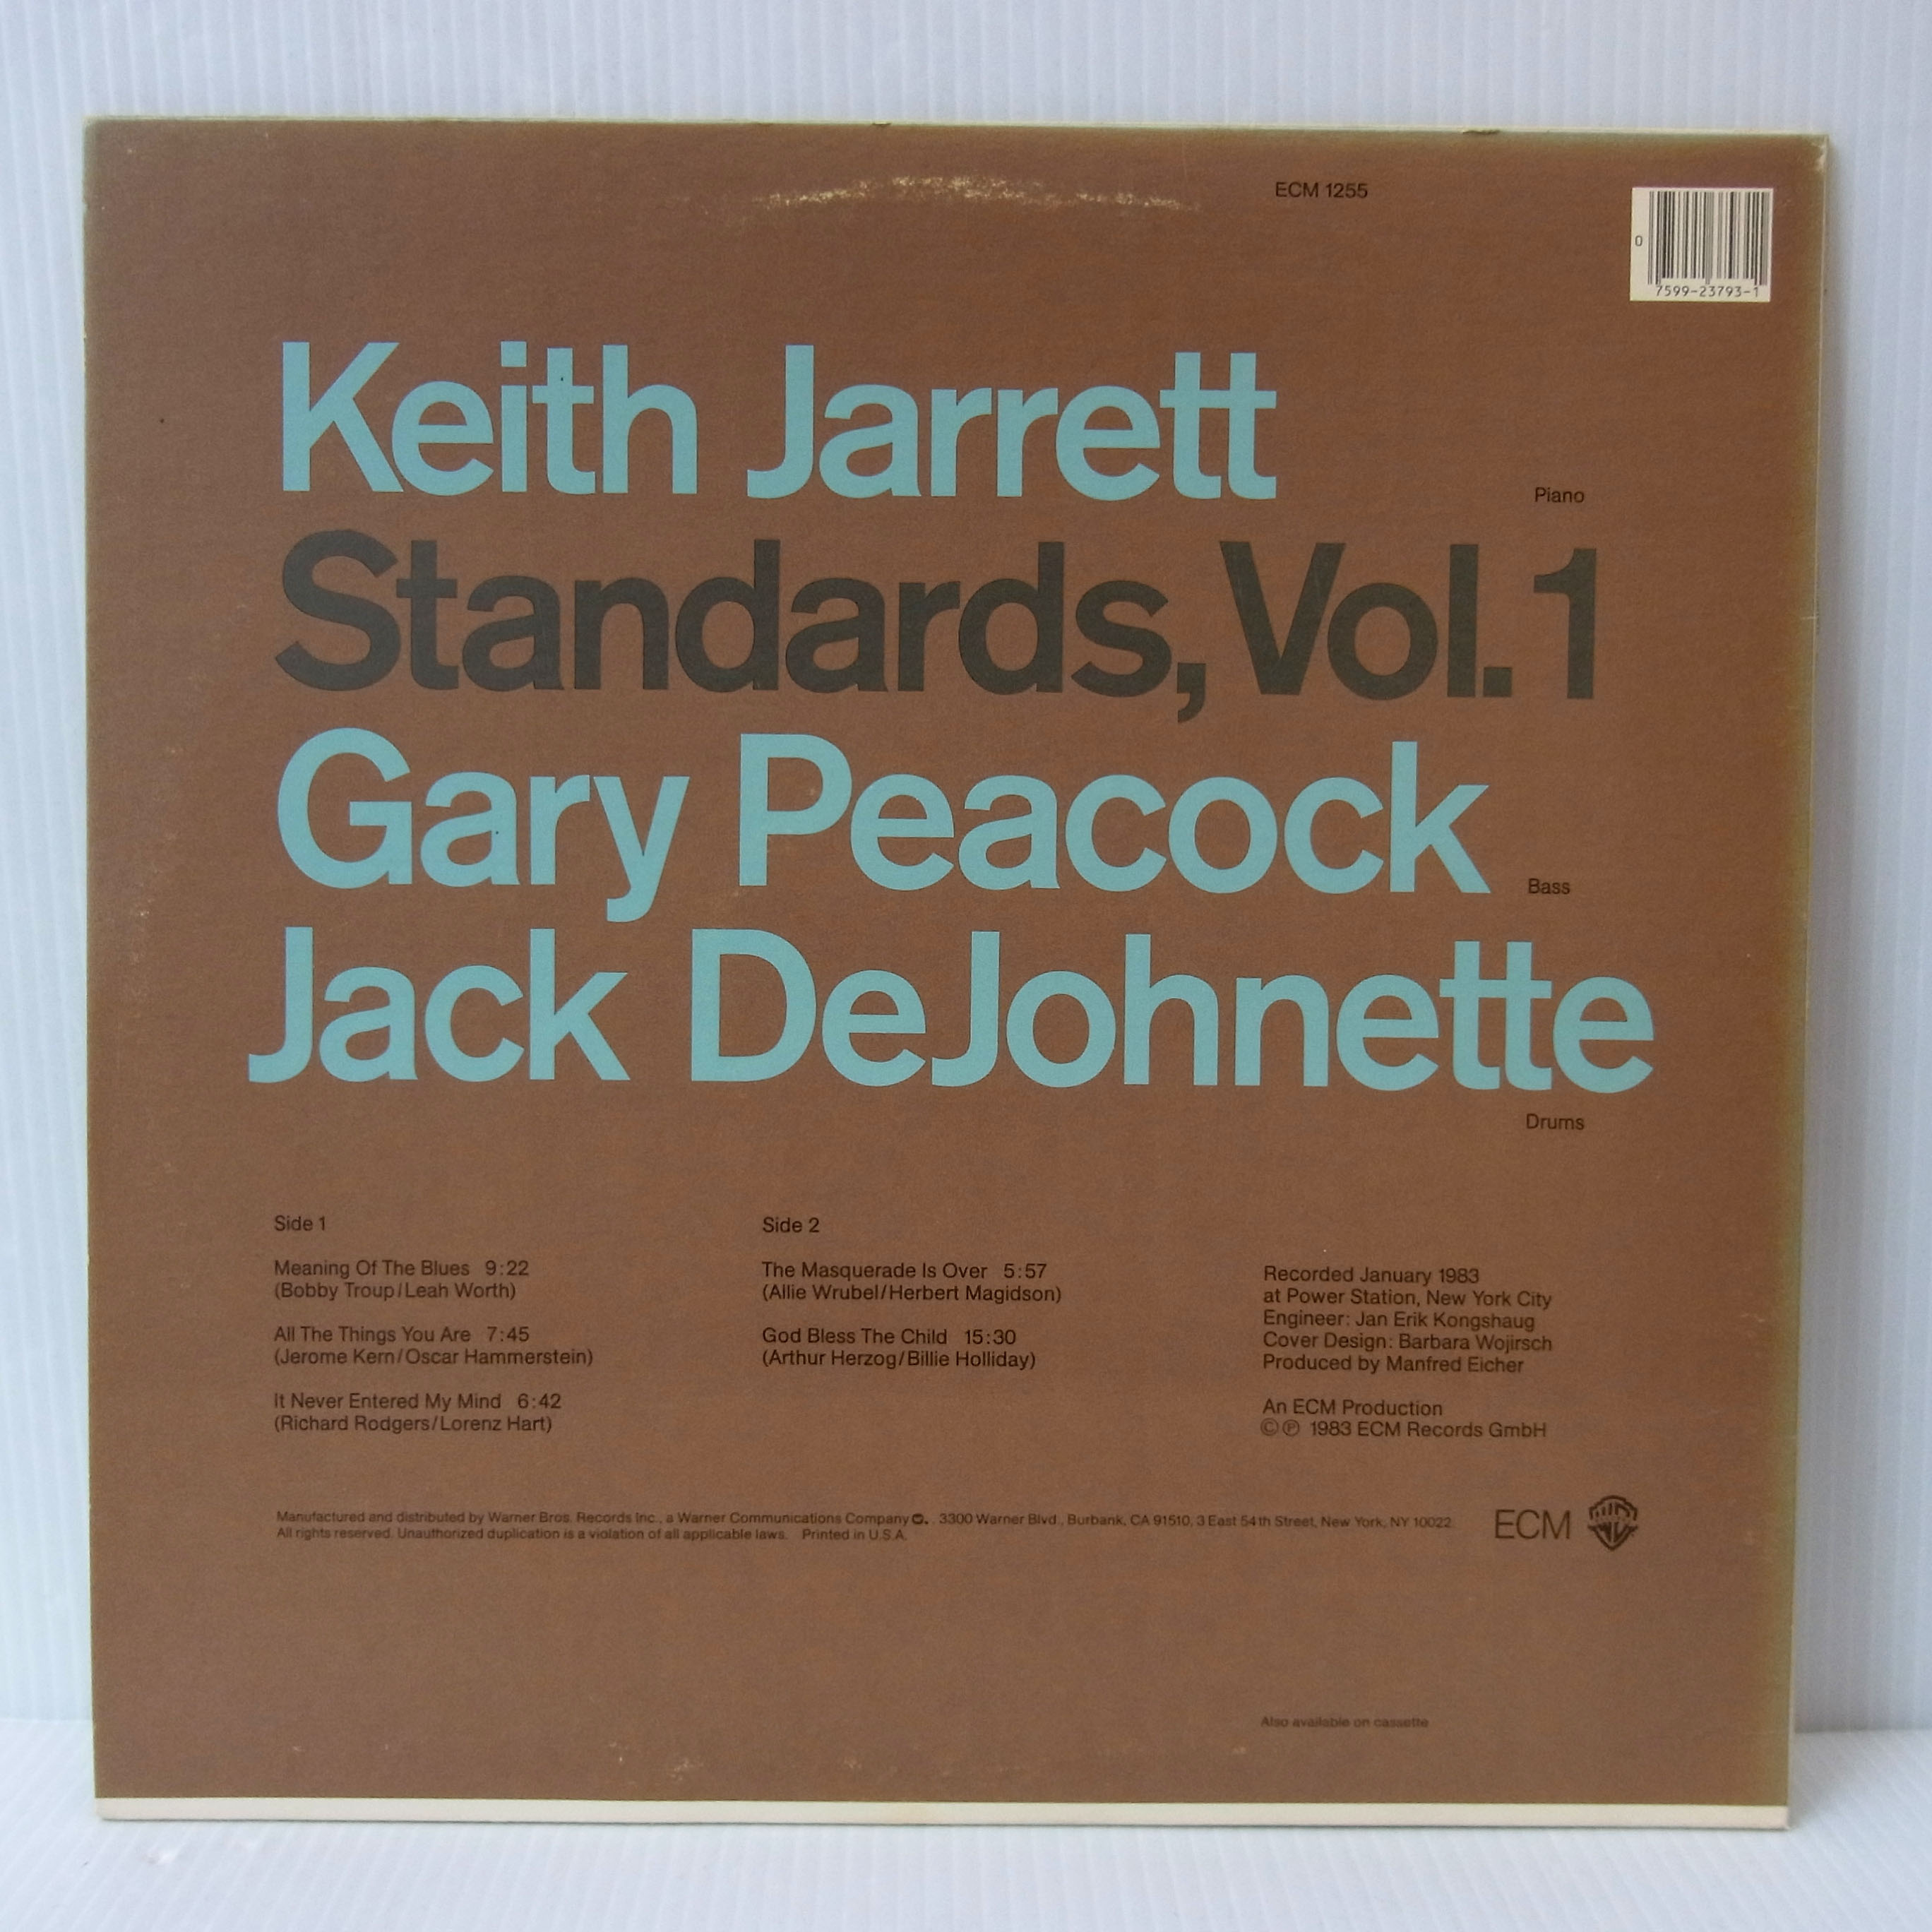 ECM 1255
0
7599-23793-1
Keith Jarrett
Piano
Standards, Vol. 1
Gary Peacock
Bass
Jack DeJohnette
Drums
Side 1
Meaning Of The Blues 9:22
(Bobby Troup/Leah Worth)
All The Things You Are 7:45
(Jerome Kern/Oscar Hammerstein)
It Never Entered My Mind 6:42
(Richard Rodgers/Lorenz Hart)
Side 2
The Masquerade Is Over 5:57
(Allie Wrubel/Herbert Magidson)
God Bless The Child 15:30
(Arthur Herzog/Billie Holliday)
Recorded January 1983
at Power Station, New York City
Engineer: Jan Erik Kongshaug
Cover Design: Barbara Wojirsch
Produced by Manfred Eicher
An ECM Production
©℗ 1983 ECM Records GmbH
Manufactured and distributed by Warner Bros. Records Inc., a Warner Communications Company. 3300 Warner Blvd., Burbank, CA 91510, 3 East 54th Street, New York, NY 10022.
All rights reserved. Unauthorized duplication is a violation of all applicable laws. Printed in U.S.A.
ECM
WB
Also available on cassette